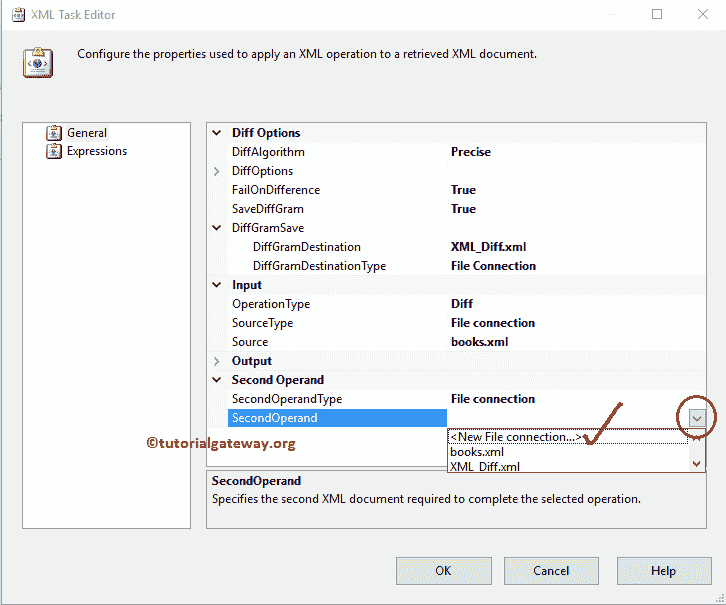 XML Task Editor
Configure the properties used to apply an XML operation to a retrieved XML document.
General
Expressions
Diff Options
DiffAlgorithm Precise
DiffOptions
FailOnDifference True
SaveDiffGram True
DiffGramSave
DiffGramDestination XML_Diff.xml
DiffGramDestinationType File Connection
Input
OperationType Diff
SourceType File connection
Source books.xml
Output
Second Operand
SecondOperandType File connection
SecondOperand
<New File connection...>
books.xml
XML_Diff.xml
©tutorialgateway.org
SecondOperand
Specifies the second XML document required to complete the selected operation.
OK Cancel Help